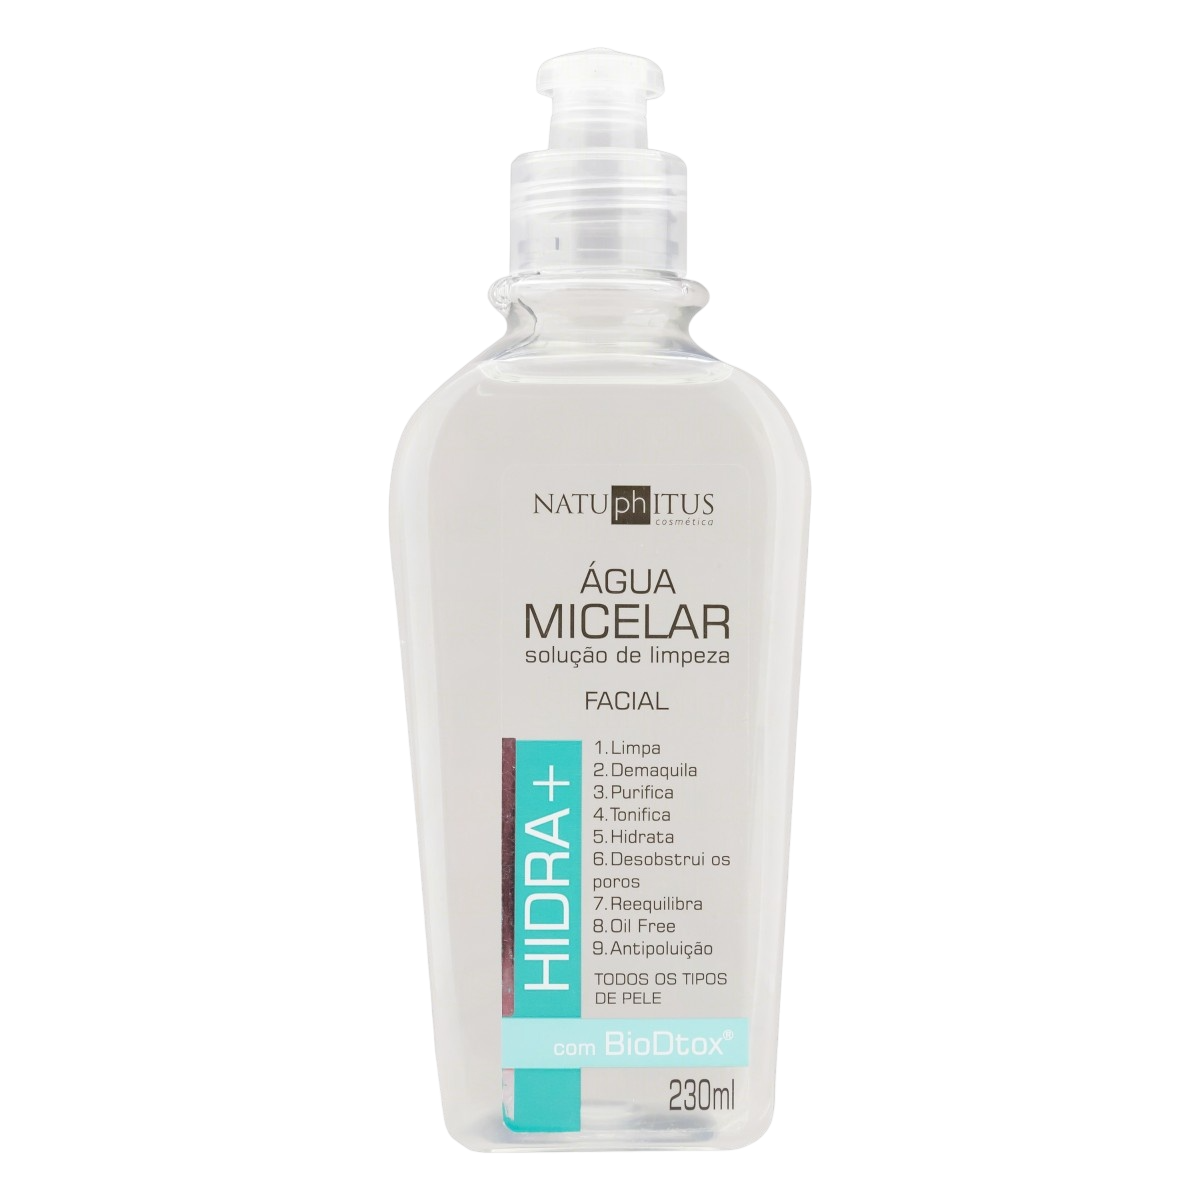 NATUphITUS
cosmética
ÁGUA
MICELAR
solução de limpeza
FACIAL
HIDRA+
1.Limpa
2.Demaquila
3.Purifica
4.Tonifica
5.Hidrata
6.Desobstrui os
poros
7.Reequilibra
8.Oil Free
9.Antipoluição
TODOS OS TIPOS
DE PELE
com BioDtox®
230ml